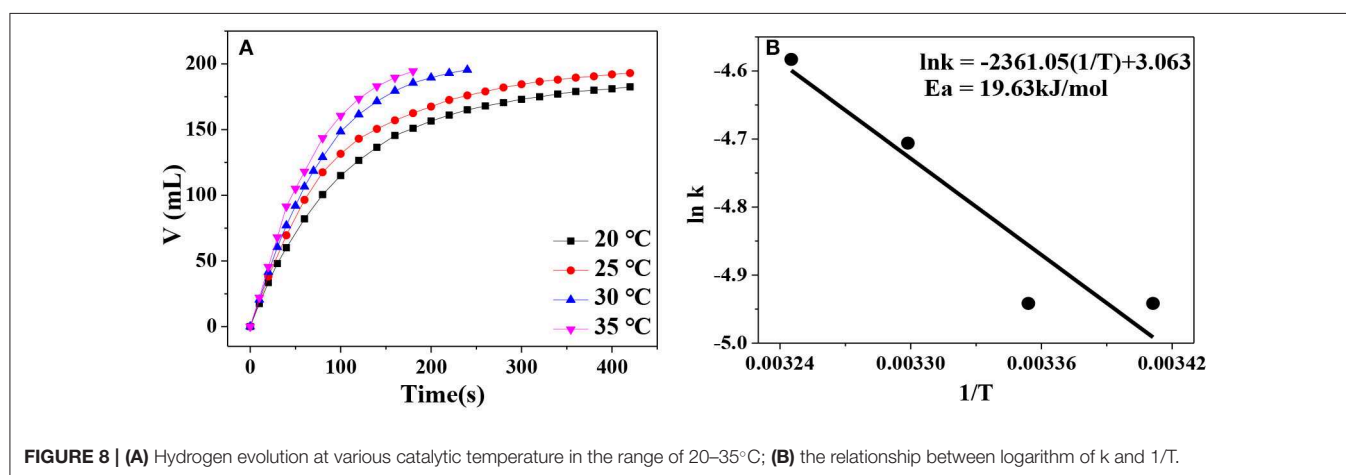 A
200
150
100
50
0
V (mL)
20 °C
25 °C
30 °C
35 °C
0 100 200 300 400
Time(s)
B
lnk = -2361.05(1/T)+3.063
Ea = 19.63kJ/mol
-4.6
-4.7
-4.8
-4.9
-5.0
ln k
0.00324 0.00330 0.00336 0.00342
1/T
FIGURE 8 | (A) Hydrogen evolution at various catalytic temperature in the range of 20–35°C; (B) the relationship between logarithm of k and 1/T.